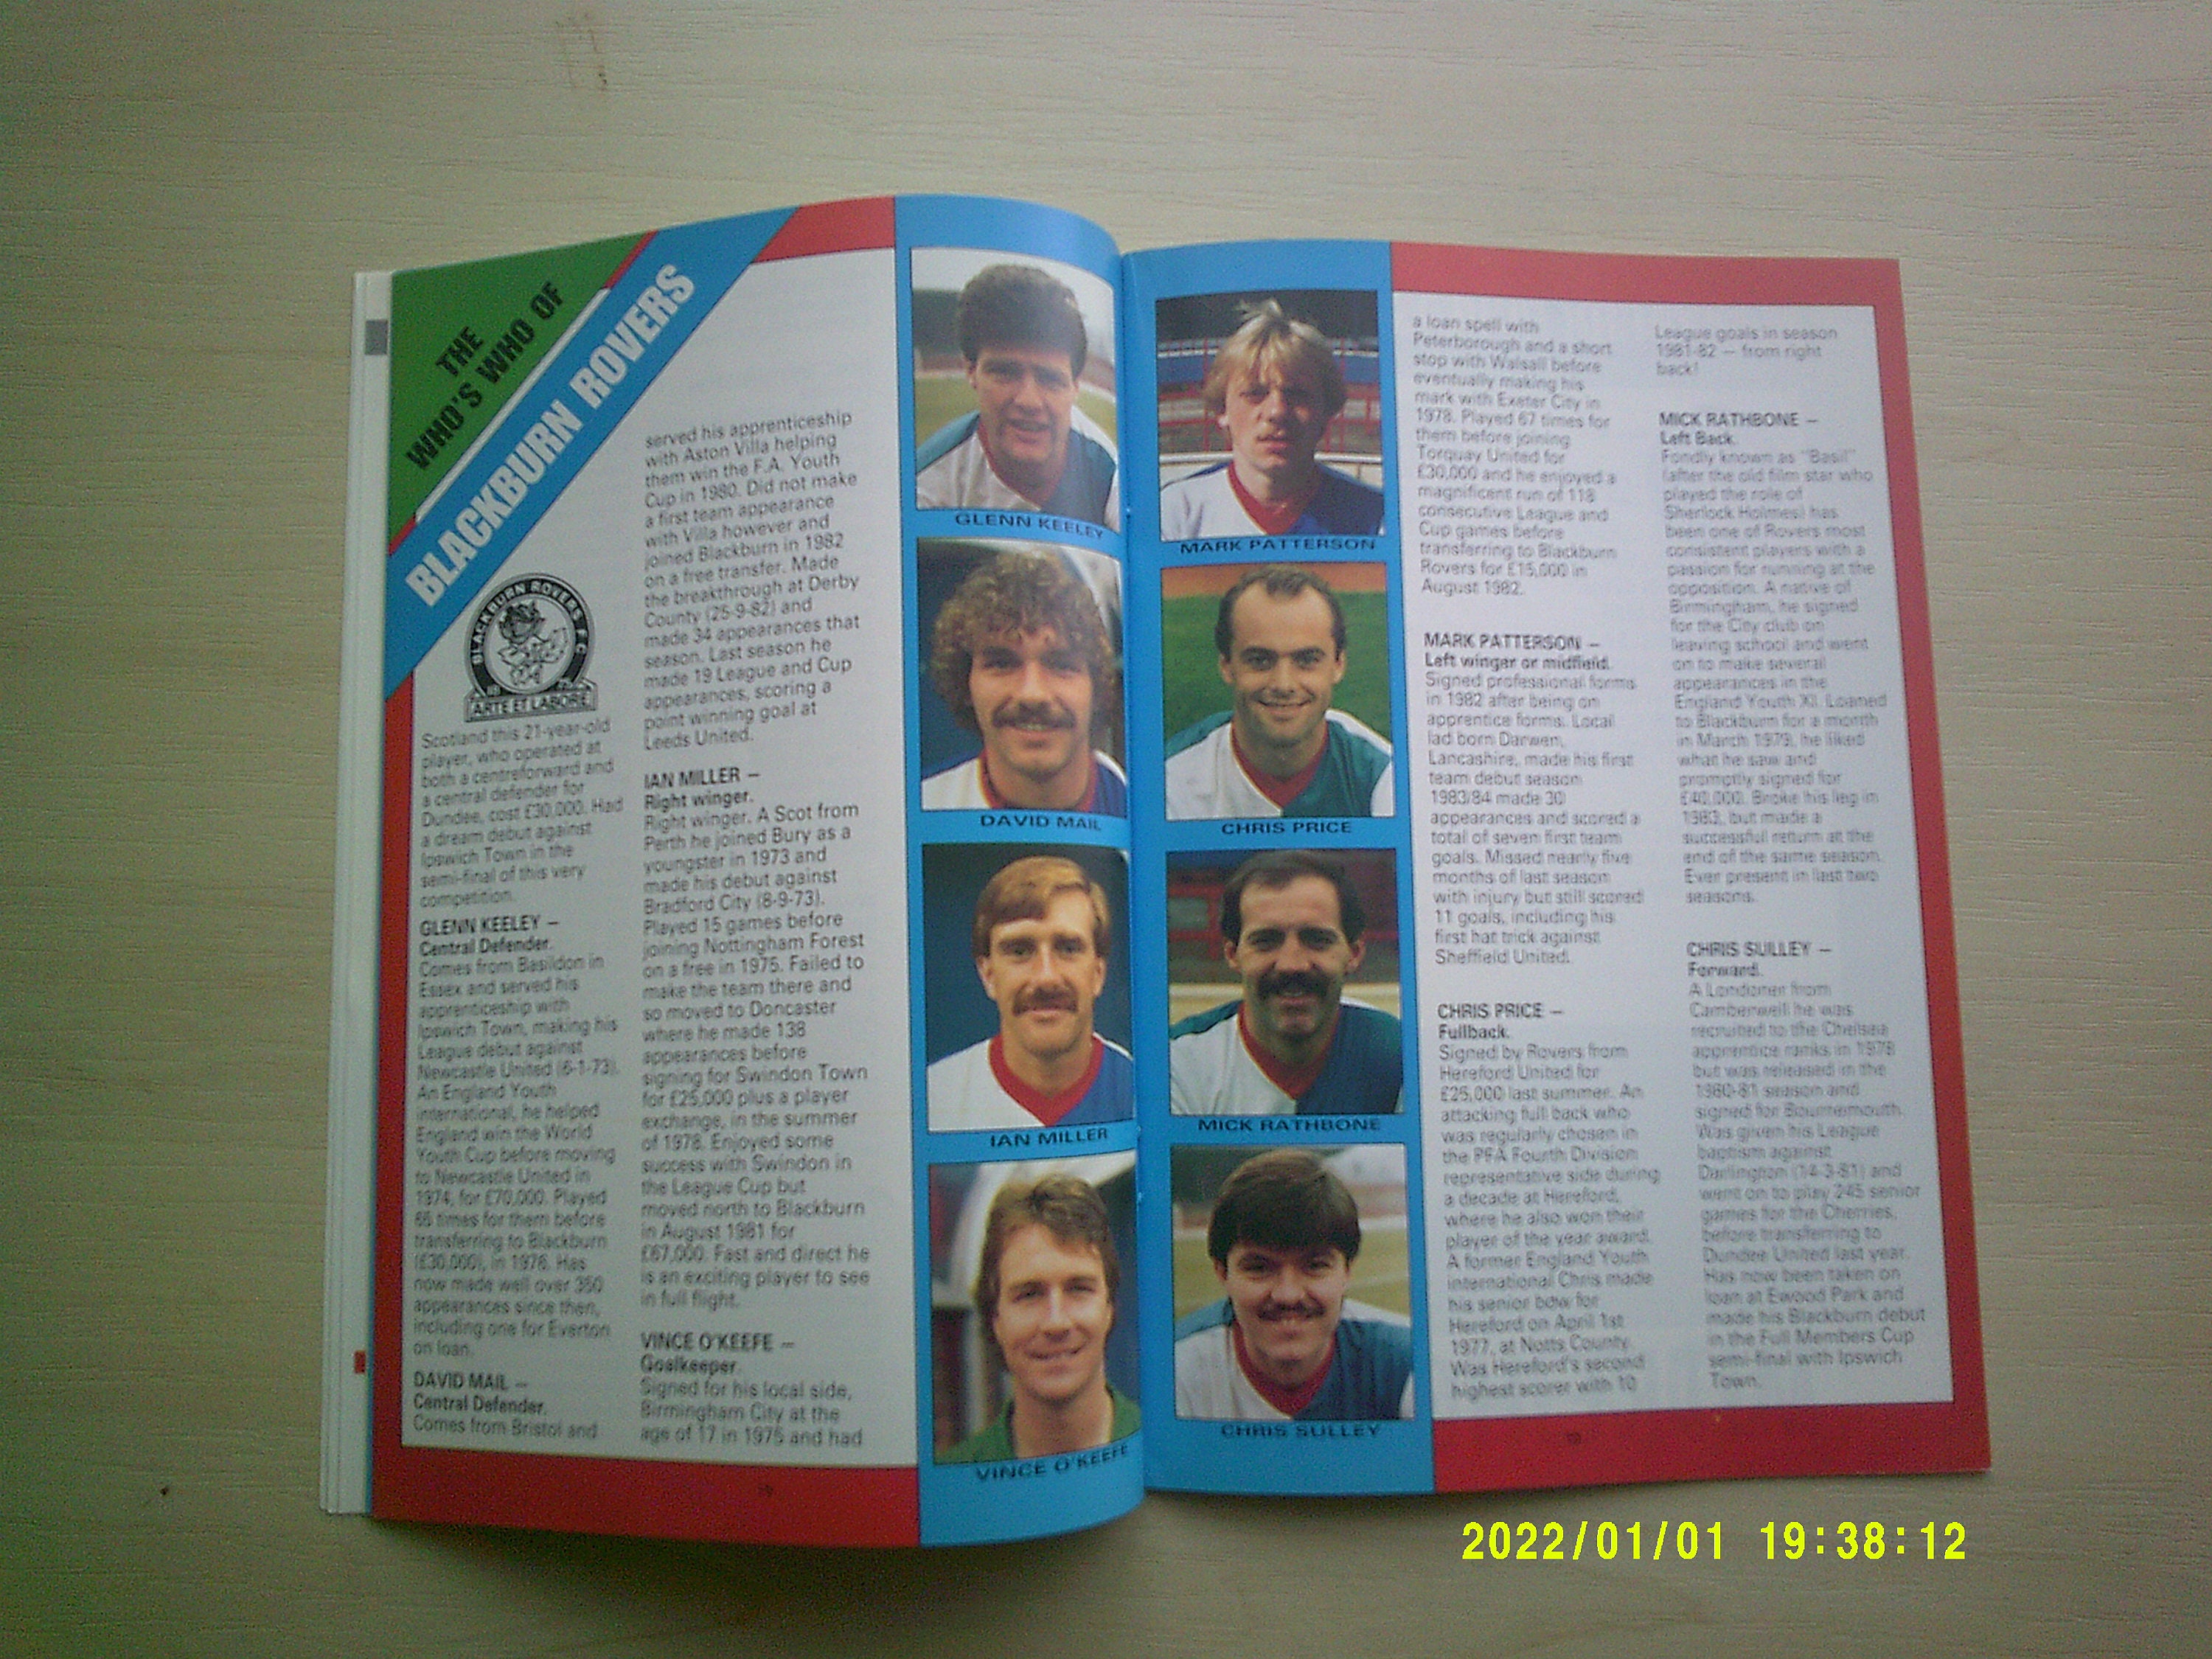 THE
WHO'S WHO OF
BLACKBURN ROVERS
BLACKBURN ROVERS F.C.
ARTE ET LABORE
Scotland this 21-year-old
player, who operated at
both a centreforward and
a central defender for
Dundee, cost £30,000. Had
a dream debut against
Ipswich Town in the
semi-final of this very
competition.
GLENN KEELEY –
Central Defender.
Comes from Basildon in
Essex and served his
apprenticeship with
Ipswich Town, making his
League debut against
Newcastle United (6-1-73).
An England Youth
international, he helped
England win the World
Youth Cup before moving
to Newcastle United in
1974, for £70,000. Played
66 times for them before
transferring to Blackburn
(£30,000), in 1976. Has
now made well over 350
appearances since then,
including one for Everton
on loan.
DAVID MAIL –
Central Defender.
Comes from Bristol and
served his apprenticeship
with Aston Villa helping
them win the F.A. Youth
Cup in 1980. Did not make
a first team appearance
with Villa however and
joined Blackburn in 1982
on a free transfer. Made
the breakthrough at Derby
County (25-9-82) and
made 34 appearances that
season. Last season he
made 19 League and Cup
appearances, scoring a
point winning goal at
Leeds United.
IAN MILLER –
Right winger.
Right winger. A Scot from
Perth he joined Bury as a
youngster in 1973 and
made his debut against
Bradford City (8-9-73).
Played 15 games before
joining Nottingham Forest
on a free in 1975. Failed to
make the team there and
so moved to Doncaster
where he made 138
appearances before
signing for Swindon Town
for £25,000 plus a player
exchange, in the summer
of 1978. Enjoyed some
success with Swindon in
the League Cup but
moved north to Blackburn
in August 1981 for
£67,000. Fast and direct he
is an exciting player to see
in full flight.
VINCE O'KEEFE –
Goalkeeper.
Signed for his local side,
Birmingham City at the
age of 17 in 1975 and had
GLENN KEELEY
DAVID MAIL
IAN MILLER
VINCE O'KEEFE
MARK PATTERSON
CHRIS PRICE
MICK RATHBONE
CHRIS SULLEY
a loan spell with
Peterborough and a short
stop with Walsall before
eventually making his
mark with Exeter City in
1978. Played 67 times for
them before joining
Torquay United for
£30,000 and he enjoyed a
magnificent run of 118
consecutive League and
Cup games before
transferring to Blackburn
Rovers for £15,000 in
August 1982.
MARK PATTERSON –
Left winger or midfield.
Signed professional forms
in 1982 after being on
apprentice forms. Local
lad born Darwen,
Lancashire, made his first
team debut season
1983/84 made 30
appearances and scored a
total of seven first team
goals. Missed nearly five
months of last season
with injury but still scored
11 goals, including his
first hat trick against
Sheffield United.
CHRIS PRICE –
Fullback.
Signed by Rovers from
Hereford United for
£25,000 last summer. An
attacking full back who
was regularly chosen in
the PFA Fourth Division
representative side during
a decade at Hereford,
where he also won their
player of the year award.
A former England Youth
international Chris made
his senior bow for
Hereford on April 1st
1977, at Notts County.
Was Hereford's second
highest scorer with 10
League goals in season
1981-82 — from right
back!
MICK RATHBONE –
Left Back.
Fondly known as "Basil"
(after the old film star who
played the role of
Sherlock Holmes) has
been one of Rovers most
consistent players with a
passion for running at the
opposition. A native of
Birmingham, he signed
for the City club on
leaving school and went
on to make several
appearances in the
England Youth XI. Loaned
to Blackburn for a month
in March 1979, he liked
what he saw and
promptly signed for
£40,000. Broke his leg in
1983, but made a
successful return at the
end of the same season.
Ever present in last two
seasons.
CHRIS SULLEY –
Forward.
A Londoner from
Camberwell he was
recruited to the Chelsea
apprentice ranks in 1978
but was released in the
1980-81 season and
signed for Bournemouth.
Was given his League
baptism against
Darlington (14-3-81) and
went on to play 245 senior
games for the Cherries,
before transferring to
Dundee United last year.
Has now been taken on
loan at Ewood Park and
made his Blackburn debut
in the Full Members Cup
semi-final with Ipswich
Town.
2022/01/01 19:38:12